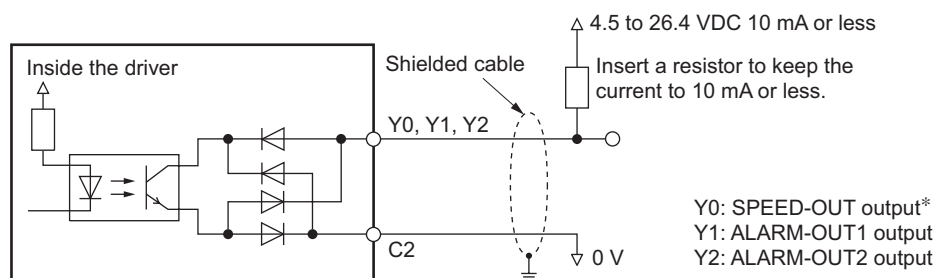 4.5 to 26.4 VDC 10 mA or less
Inside the driver
Shielded cable
Insert a resistor to keep the
current to 10 mA or less.
Y0, Y1, Y2
C2
0 V
Y0: SPEED-OUT output*
Y1: ALARM-OUT1 output
Y2: ALARM-OUT2 output